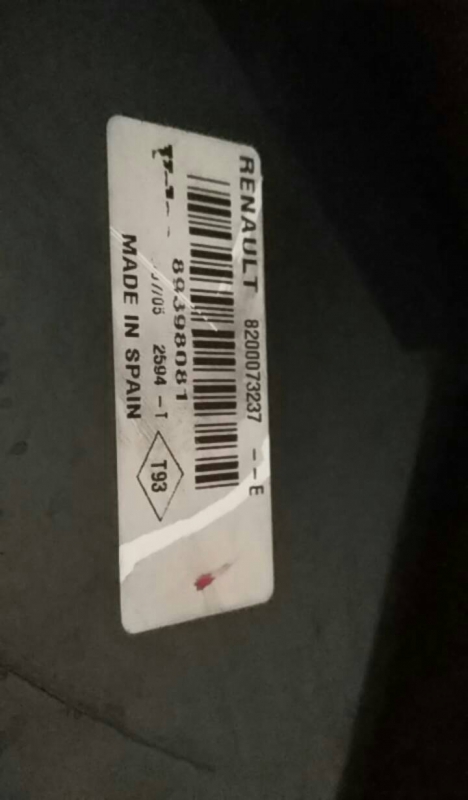 RENAULT 8200073237 -- E
89398081
2594 - T
T93
MADE IN SPAIN